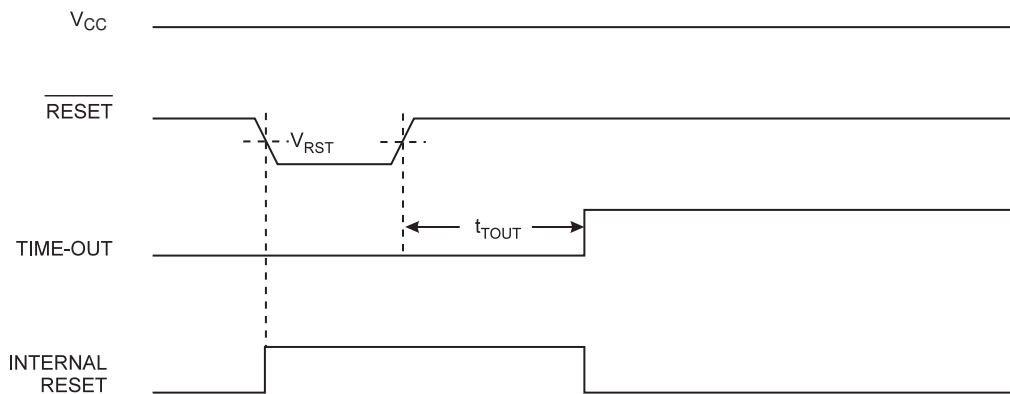 VCC
RESET
VRST
tTOUT
TIME-OUT
INTERNAL
RESET